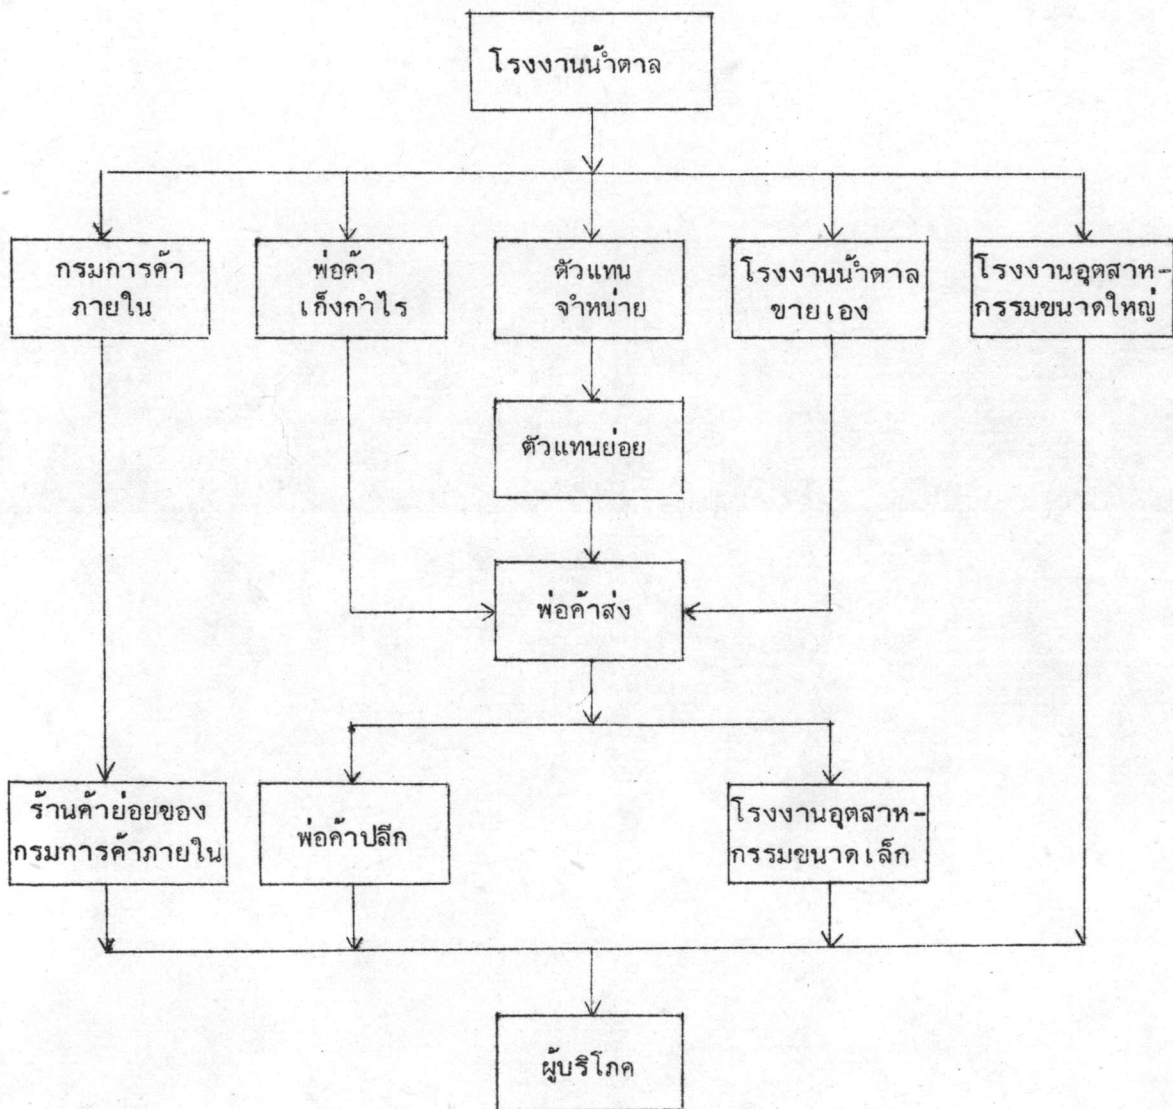 โรงงานน้ำตาล
กรมการค้า
ภายใน
พ่อค้า
เก็งกำไร
ตัวแทน
จำหน่าย
โรงงานน้ำตาล
ขายเอง
โรงงานอุตสาห-
กรรมขนาดใหญ่
ตัวแทนย่อย
พ่อค้าส่ง
ร้านค้าย่อยของ
กรมการค้าภายใน
พ่อค้าปลีก
โรงงานอุตสาห-
กรรมขนาดเล็ก
ผู้บริโภค